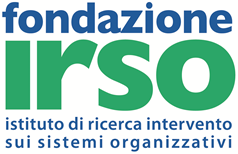 fondazione
irso
istituto di ricerca intervento
sui sistemi organizzativi